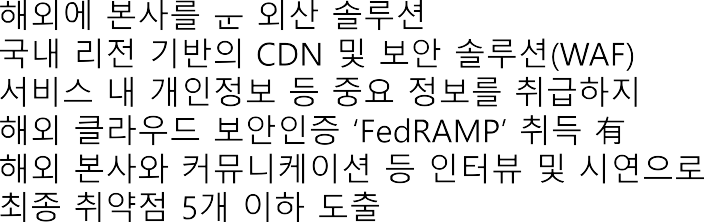 해외에 본사를 둔 외산 솔루션
국내 리전 기반의 CDN 및 보안 솔루션(WAF)
서비스 내 개인정보 등 중요 정보를 취급하지
해외 클라우드 보안인증 ‘FedRAMP’ 취득 有
해외 본사와 커뮤니케이션 등 인터뷰 및 시연으로
최종 취약점 5개 이하 도출